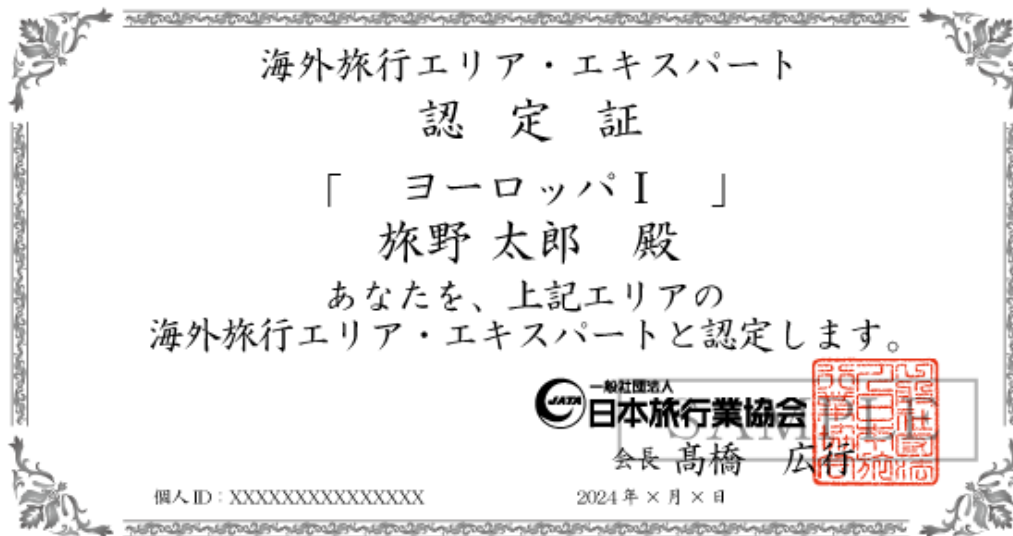 海外旅行エリア・エキスパート
認 定 証
「 ヨーロッパⅠ 」
旅野 太郎 殿
あなたを、上記エリアの
海外旅行エリア・エキスパートと認定します。
JATA 一般社団法人
日本旅行業協会
SAMPLE
会長 髙橋 広行
個人ID：XXXXXXXXXXXXXXX 2024年×月×日